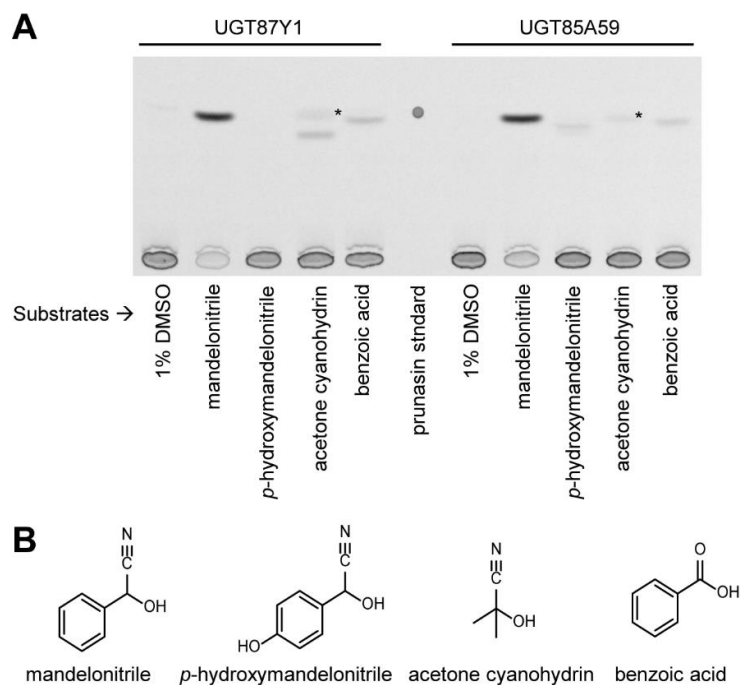 A
UGT87Y1 UGT85A59
* *
Substrates →
1% DMSO
mandelonitrile
p-hydroxymandelonitrile
acetone cyanohydrin
benzoic acid
prunasin stndard
1% DMSO
mandelonitrile
p-hydroxymandelonitrile
acetone cyanohydrin
benzoic acid
B
N N N O
OH OH OH OH
HO
mandelonitrile p-hydroxymandelonitrile acetone cyanohydrin benzoic acid